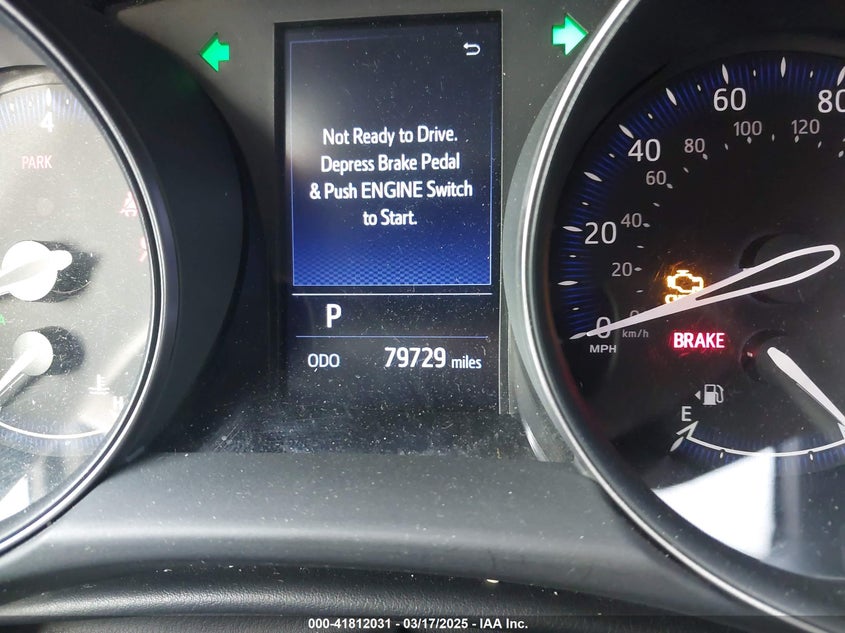 4
PARK
H
Not Ready to Drive.
Depress Brake Pedal
& Push ENGINE Switch
to Start.
P
ODO 79729 miles
60
80
100
120
40
80
60
20
40
20
0
0
MPH
km/h
BRAKE
E
000-41812031 - 03/17/2025 - IAA Inc.